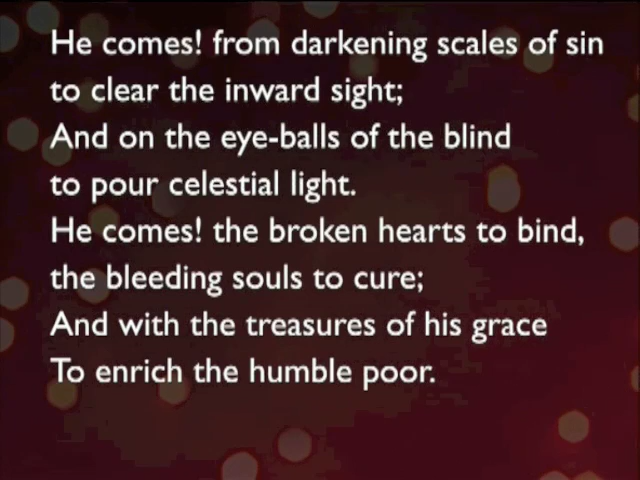 He comes! from darkening scales of sin
to clear the inward sight;
And on the eye-balls of the blind
to pour celestial light.
He comes! the broken hearts to bind,
the bleeding souls to cure;
And with the treasures of his grace
To enrich the humble poor.